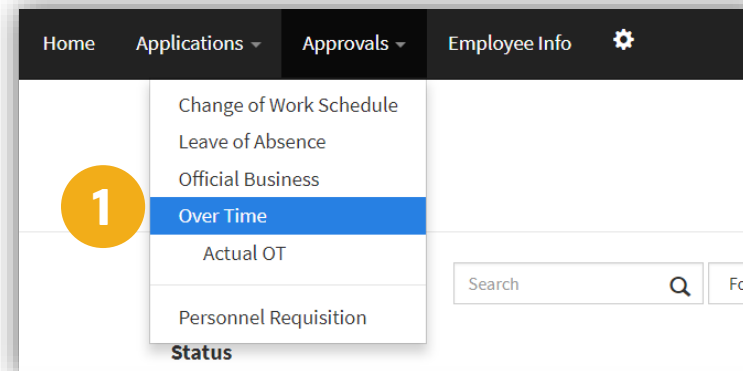 Home Applications Approvals Employee Info
Change of Work Schedule
Leave of Absence
Official Business
1 Over Time
Actual OT
Search Fo
Personnel Requisition
Status